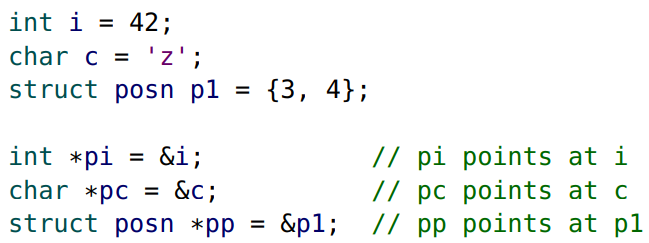 int i = 42;
char c = 'z';
struct posn p1 = {3, 4};
int *pi = &i; // pi points at i
char *pc = &c; // pc points at c
struct posn *pp = &p1; // pp points at p1